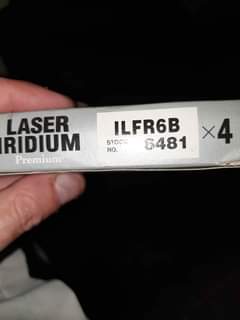 LASER
IRIDIUM
Premium
ILFR6B
STOCK NO. 6481
×4